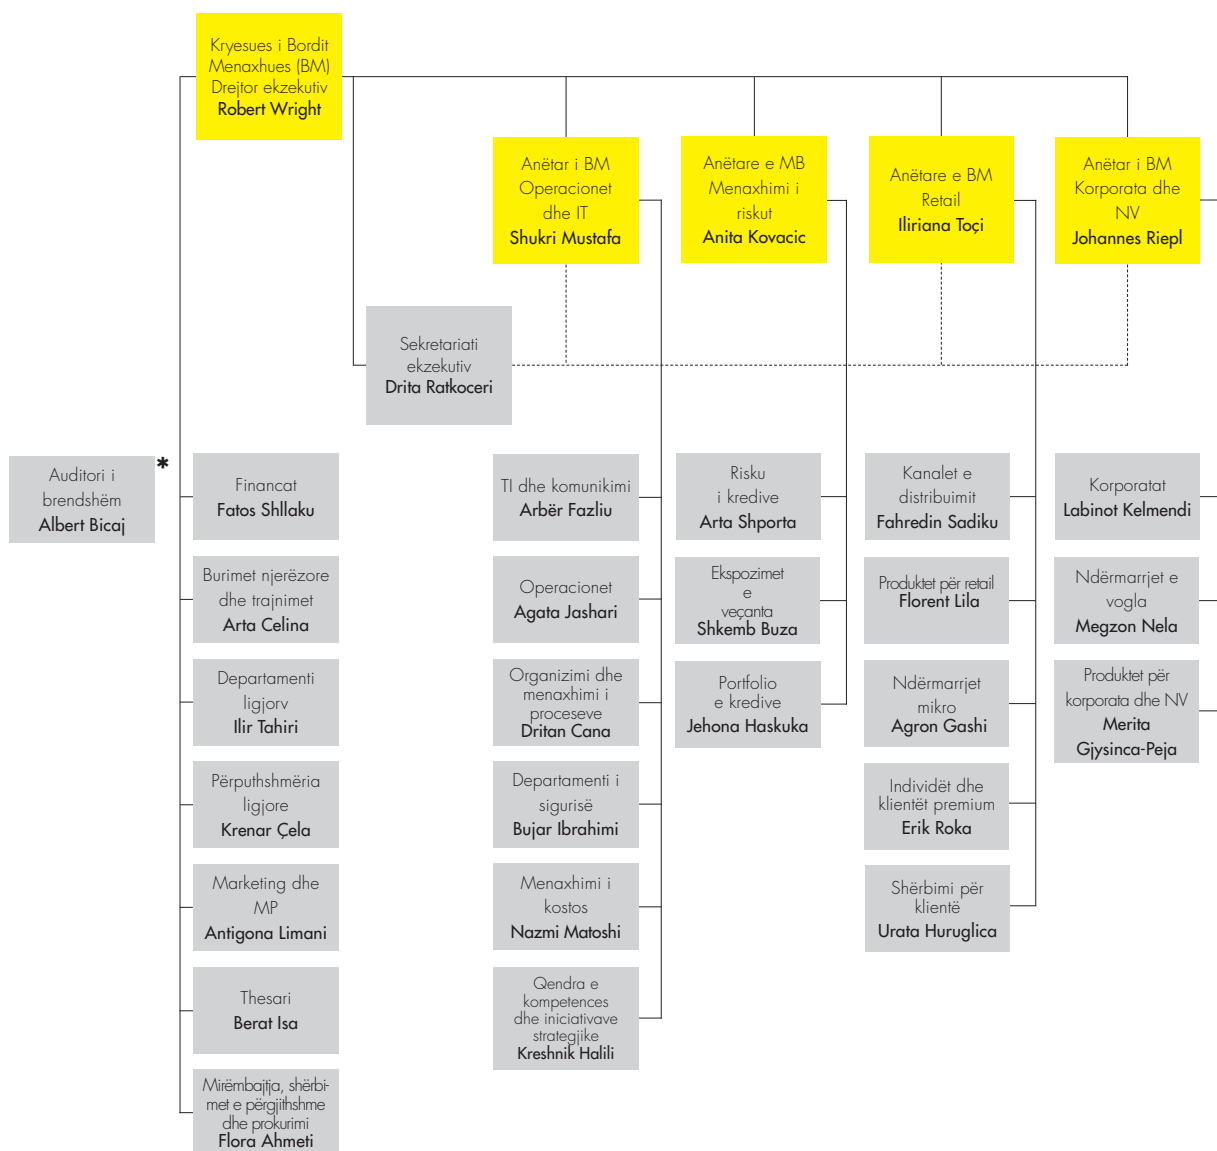 Kryesues i Bordit
Menaxhues (BM)
Drejtor ekzekutiv
Robert Wright
Anëtar i BM
Operacionet
dhe IT
Shukri Mustafa
Anëtare e MB
Menaxhimi i
riskut
Anita Kovacic
Anëtare e BM
Retail
Iliriana Toçi
Anëtar i BM
Korporata dhe
NV
Johannes Riepl
Sekretariati
ekzekutiv
Drita Ratkoceri
Auditori i
brendshëm
Albert Bicaj
*
Financat
Fatos Shllaku
Burimet njerëzore
dhe trajnimet
Arta Celina
Departamenti
ligjorv
Ilir Tahiri
Përputhshmëria
ligjore
Krenar Çela
Marketing dhe
MP
Antigona Limani
Thesari
Berat Isa
Mirëmbajtja, shërbi-
met e përgjithshme
dhe prokurimi
Flora Ahmeti
TI dhe komunikimi
Arbër Fazliu
Operacionet
Agata Jashari
Organizimi dhe
menaxhimi i
proceseve
Dritan Cana
Departamenti i
sigurisë
Bujar Ibrahimi
Menaxhimi i
kostos
Nazmi Matoshi
Qendra e
kompetences
dhe iniciativave
strategjike
Kreshnik Halili
Risku
i kredive
Arta Shporta
Ekspozimet
e
veçanta
Shkemb Buza
Portfolio
e kredive
Jehona Haskuka
Kanalet e
distribuimit
Fahredin Sadiku
Produktet për retail
Florent Lila
Ndërmarrjet
mikro
Agron Gashi
Individët dhe
klientët premium
Erik Roka
Shërbimi për
klientë
Urata Huruglica
Korporatat
Labinot Kelmendi
Ndërmarrjet e
vogla
Megzon Nela
Produktet për
korporata dhe NV
Merita
Gjysinca-Peja